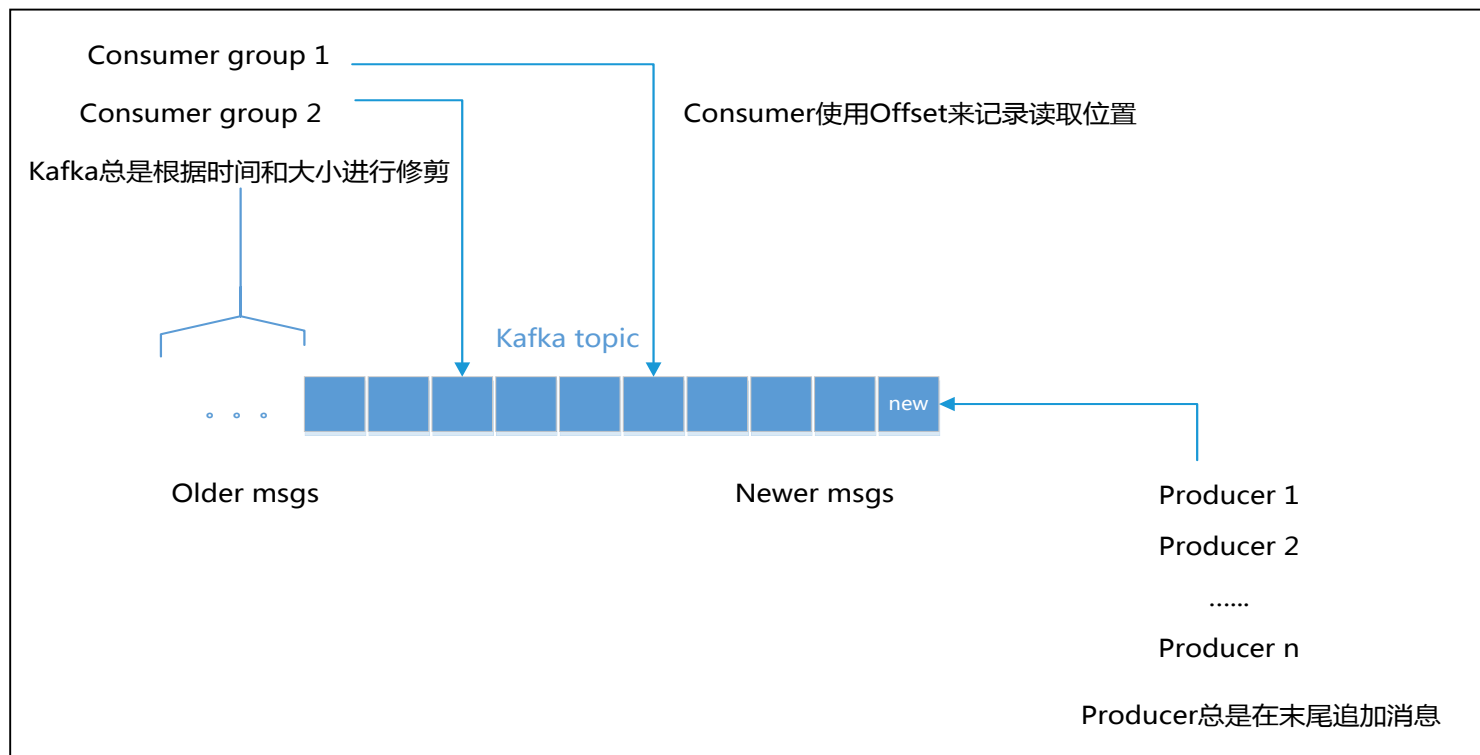 Consumer group 1
Consumer group 2
Consumer使用Offset来记录读取位置
Kafka总是根据时间和大小进行修剪
Kafka topic
。。。
new
Older msgs
Newer msgs
Producer 1
Producer 2
……
Producer n
Producer总是在末尾追加消息